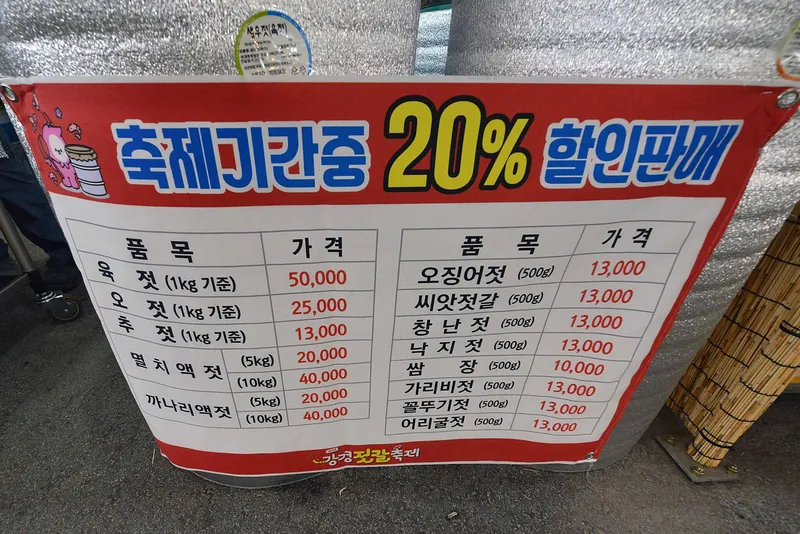 생우젓(육젓)
축제기간중 20% 할인판매
품 목 가 격
육 젓 (1kg 기준) 50,000
오 젓 (1kg 기준) 25,000
추 젓 (1kg 기준) 13,000
멸치액젓 (5kg) 20,000
(10kg) 40,000
까나리액젓 (5kg) 20,000
(10kg) 40,000
품 목 가 격
오징어젓 (500g) 13,000
씨앗젓갈 (500g) 13,000
창난젓 (500g) 13,000
낙지젓 (500g) 13,000
쌈 장 (500g) 10,000
가리비젓 (500g) 13,000
꼴뚜기젓 (500g) 13,000
어리굴젓 (500g) 13,000
강경젓갈축제